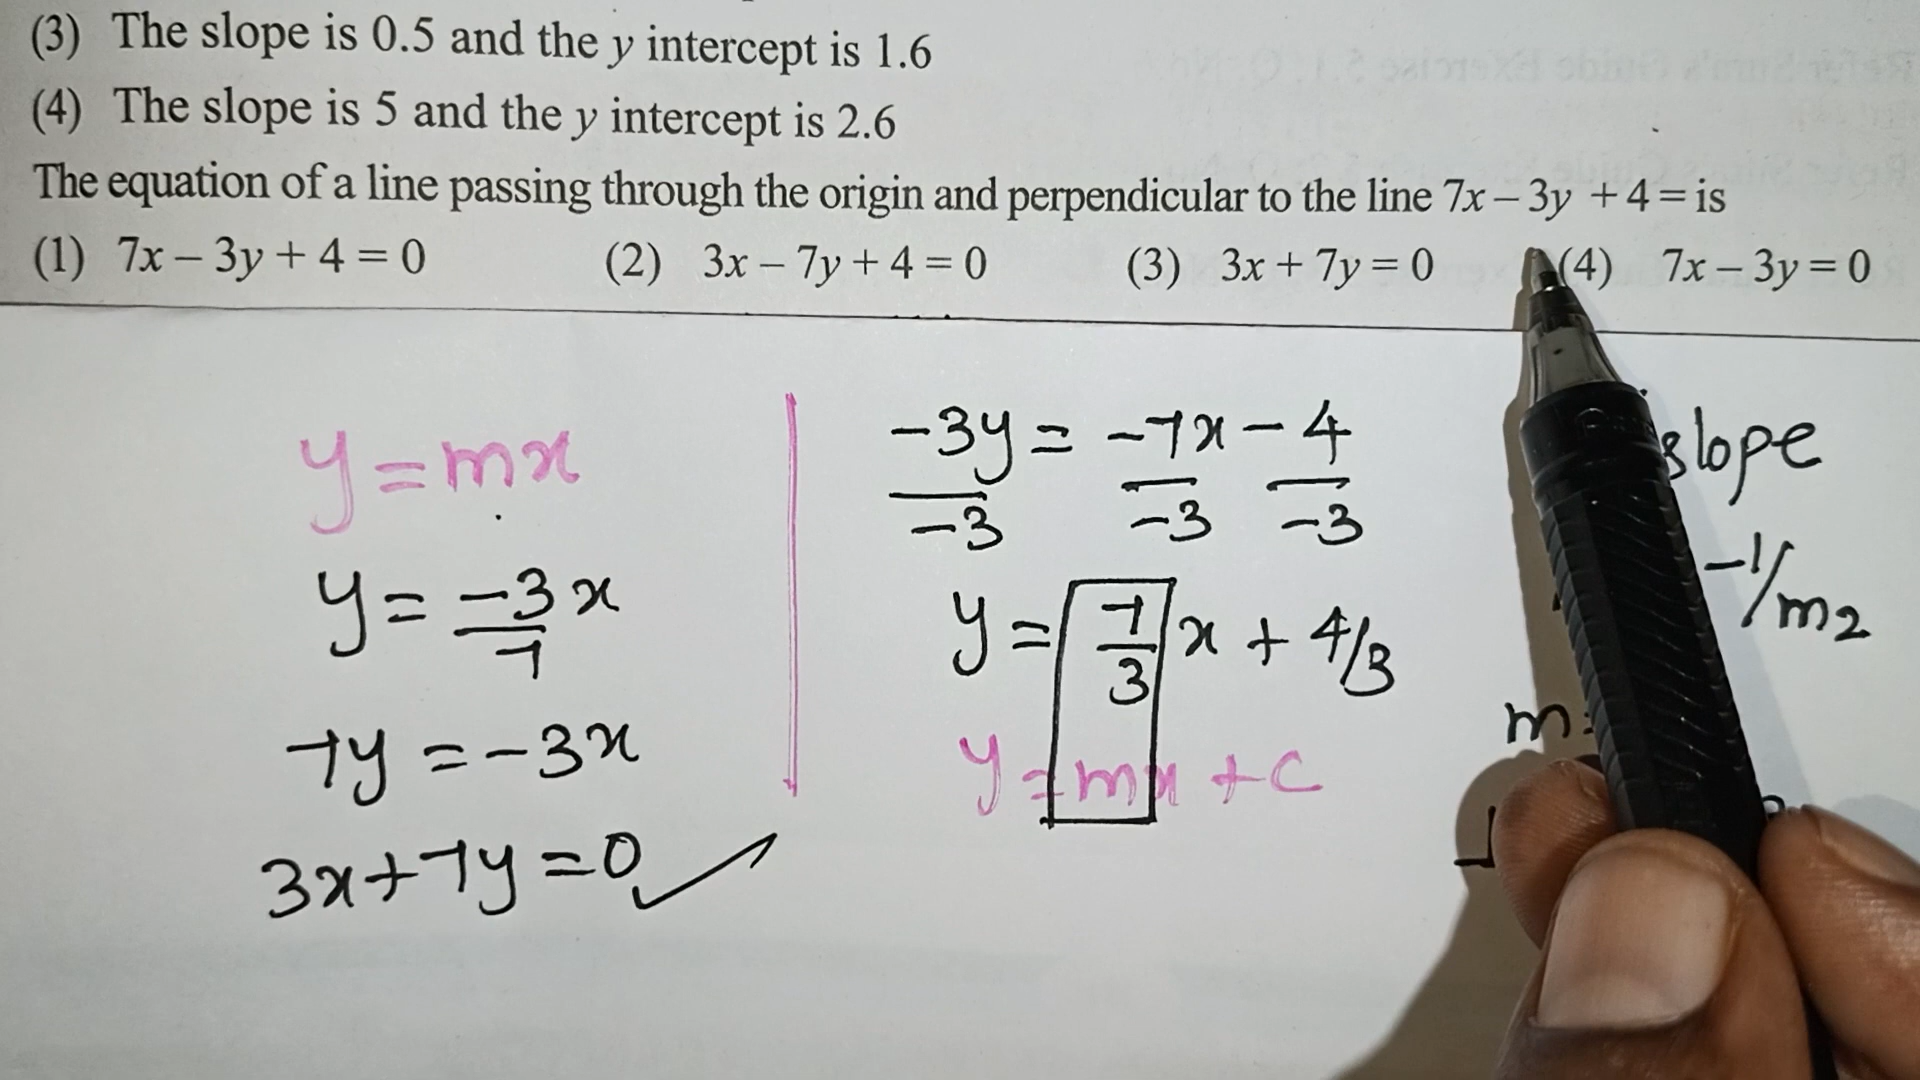 (3) The slope is 0.5 and the y intercept is 1.6
(4) The slope is 5 and the y intercept is 2.6
The equation of a line passing through the origin and perpendicular to the line 7x – 3y + 4 = is
(1) 7x – 3y + 4 = 0 (2) 3x – 7y + 4 = 0 (3) 3x + 7y = 0 (4) 7x – 3y = 0
y = mx
y = -3/7 x
7y = -3x
3x + 7y = 0 ✓
-3y/-3 = -7x/-3 - 4/-3
y = 7/3 x + 4/3
y = mx + c
slope
-1/m2
m =